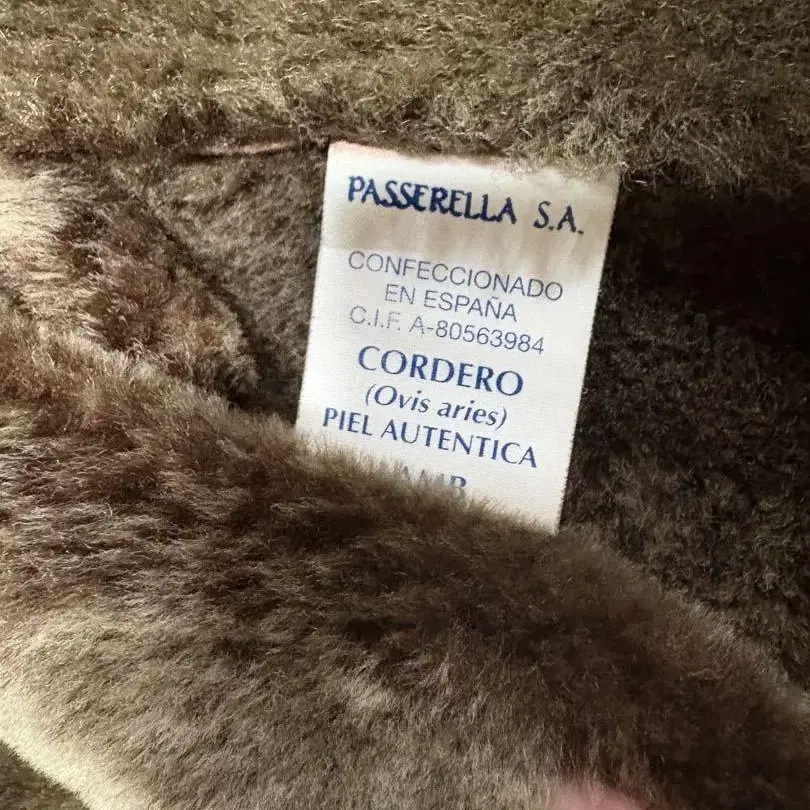 PASSERELLA S.A.
CONFECCIONADO
EN ESPAÑA
C.I.F. A-80563984
CORDERO
(Ovis aries)
PIEL AUTENTICA